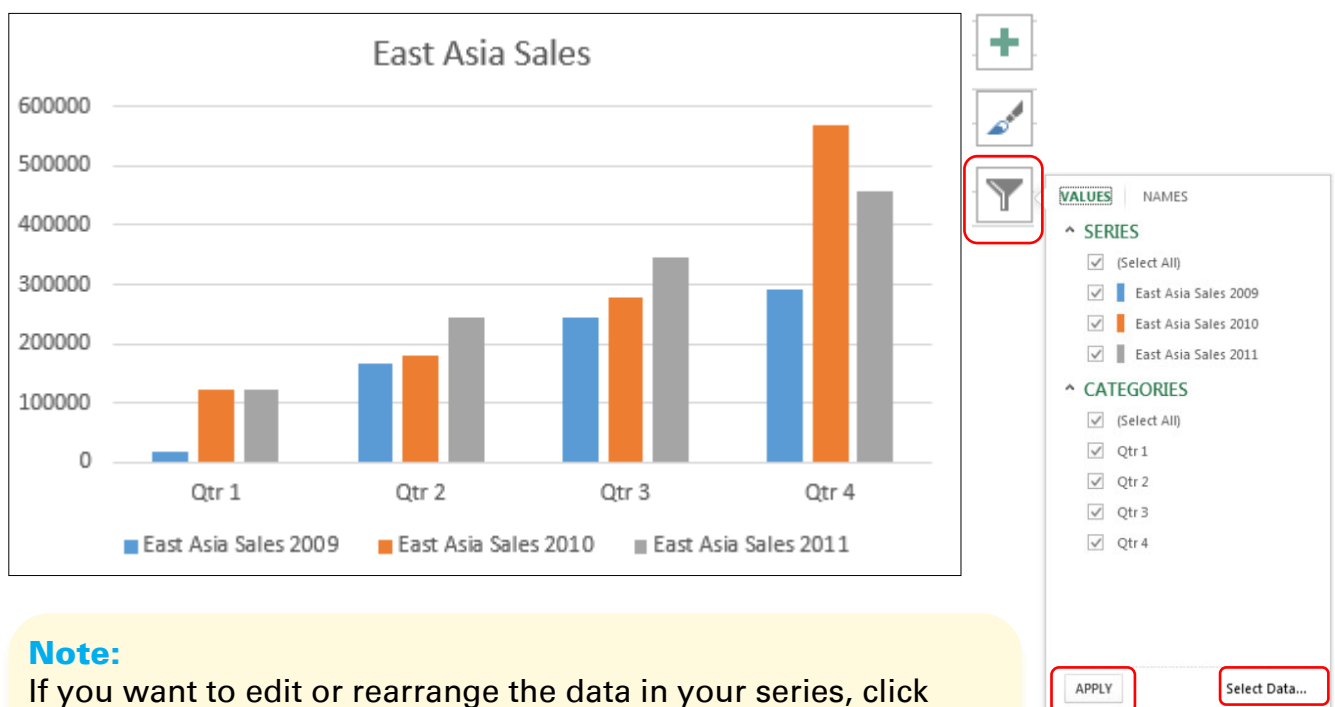 East Asia Sales
600000
500000
400000
300000
200000
100000
0
Qtr 1 Qtr 2 Qtr 3 Qtr 4
East Asia Sales 2009 East Asia Sales 2010 East Asia Sales 2011
VALUES NAMES
SERIES
(Select All)
East Asia Sales 2009
East Asia Sales 2010
East Asia Sales 2011
CATEGORIES
(Select All)
Qtr 1
Qtr 2
Qtr 3
Qtr 4
APPLY Select Data...
Note:
If you want to edit or rearrange the data in your series, click